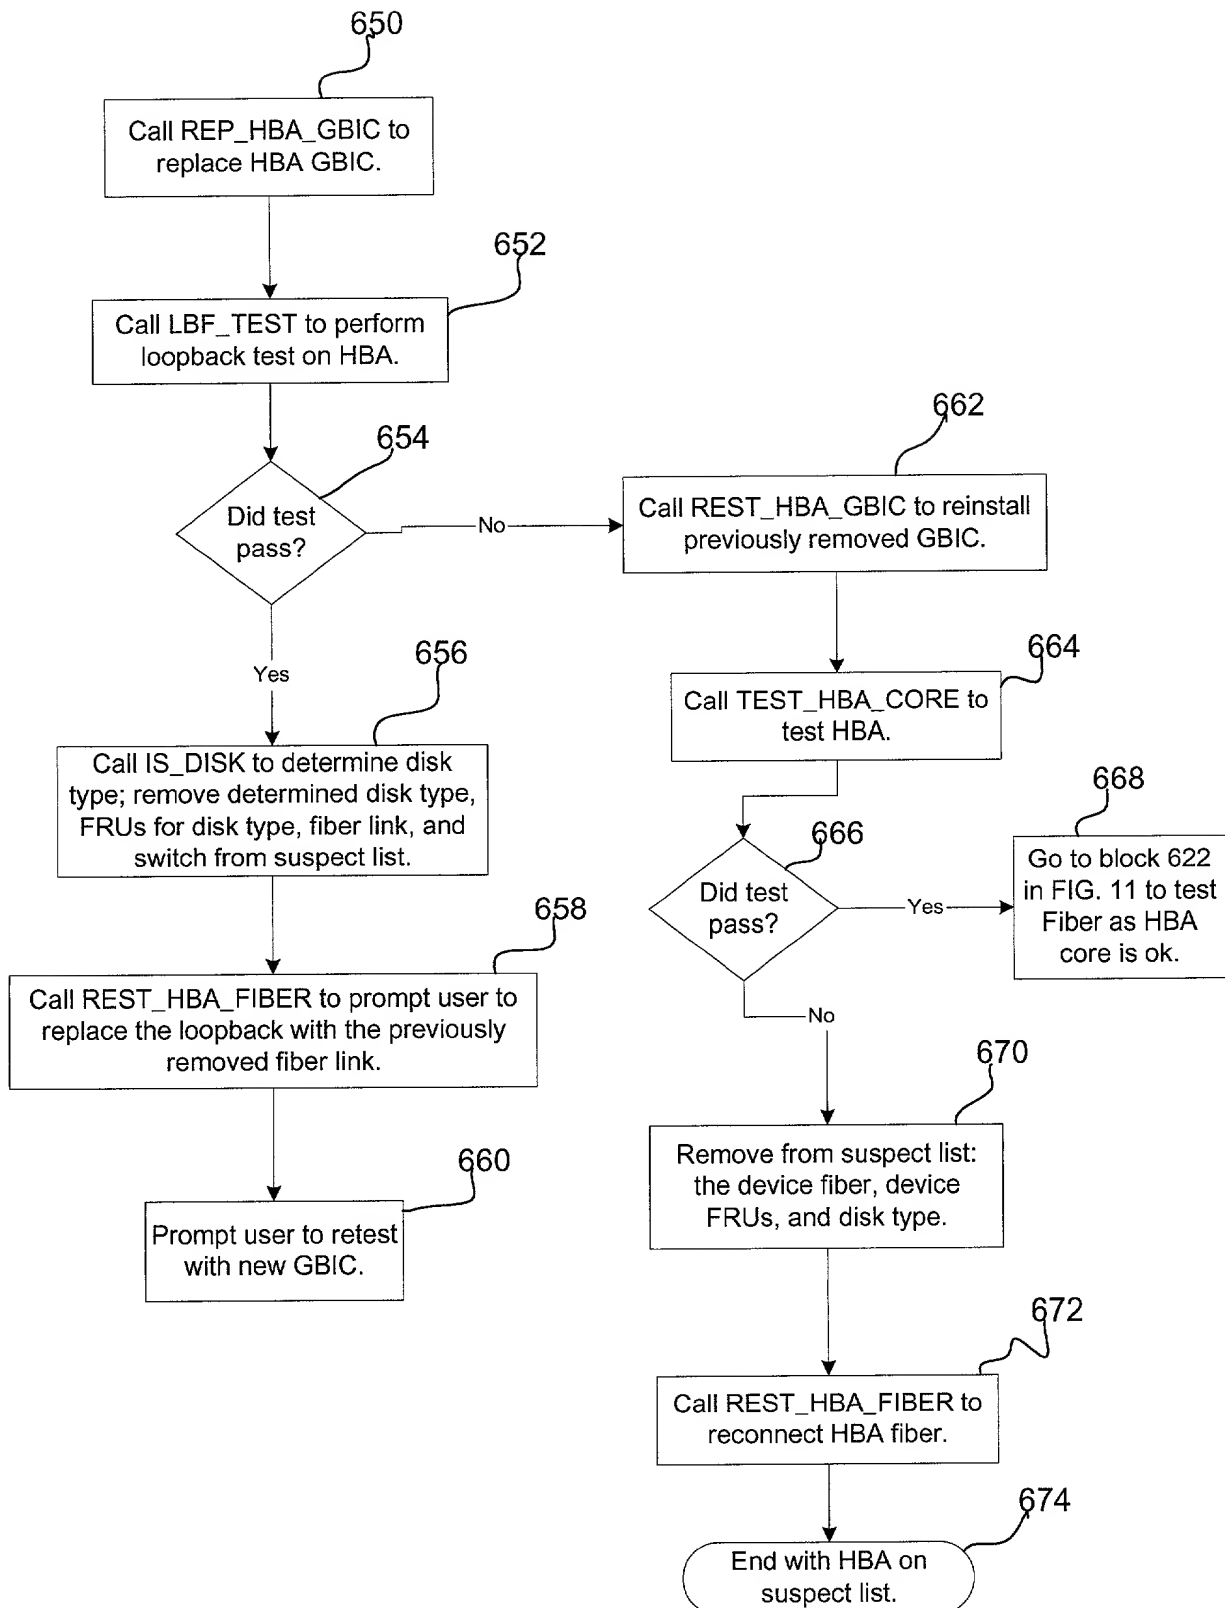 650
Call REP_HBA_GBIC to
replace HBA GBIC.
652
Call LBF_TEST to perform
loopback test on HBA.
654
Did test
pass?
No
Yes
656
Call IS_DISK to determine disk
type; remove determined disk type,
FRUs for disk type, fiber link, and
switch from suspect list.
658
Call REST_HBA_FIBER to prompt user to
replace the loopback with the previously
removed fiber link.
660
Prompt user to retest
with new GBIC.
662
Call REST_HBA_GBIC to reinstall
previously removed GBIC.
664
Call TEST_HBA_CORE to
test HBA.
666
Did test
pass?
Yes
668
Go to block 622
in FIG. 11 to test
Fiber as HBA
core is ok.
No
670
Remove from suspect list:
the device fiber, device
FRUs, and disk type.
672
Call REST_HBA_FIBER to
reconnect HBA fiber.
674
End with HBA on
suspect list.